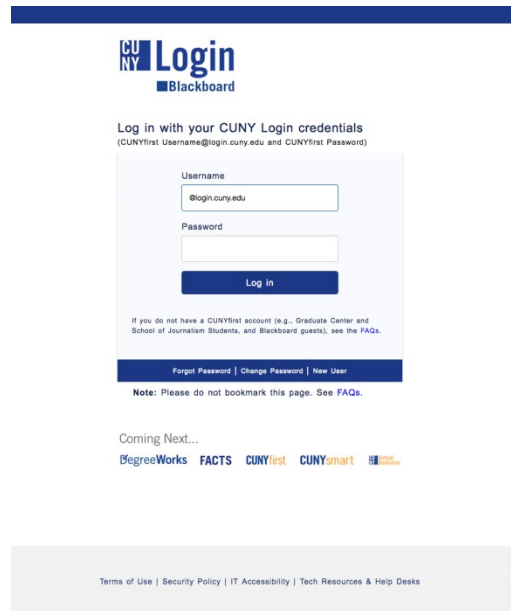 CU
NY Login
Blackboard
Log in with your CUNY Login credentials
(CUNYfirst Username@login.cuny.edu and CUNYfirst Password)
Username
@login.cuny.edu
Password
Log in
If you do not have a CUNYfirst account (e.g., Graduate Center and
School of Journalism Students, and Blackboard guests), see the FAQs.
Forgot Password | Change Password | New User
Note: Please do not bookmark this page. See FAQs.
Coming Next...
DegreeWorks FACTS CUNYfirst CUNYsmart Virtual
Bookstore
Terms of Use | Security Policy | IT Accessibility | Tech Resources & Help Desks